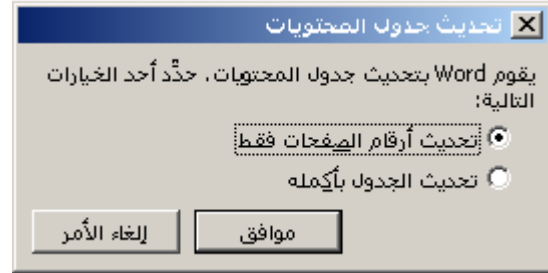 تحديث جدول المحتويات
يقوم Word بتحديث جدول المحتويات، حدِّد أحد الخيارات
التالية:
تحديث أرقام الصفحات فقط
تحديث الجدول بأكمله
موافق
إلغاء الأمر